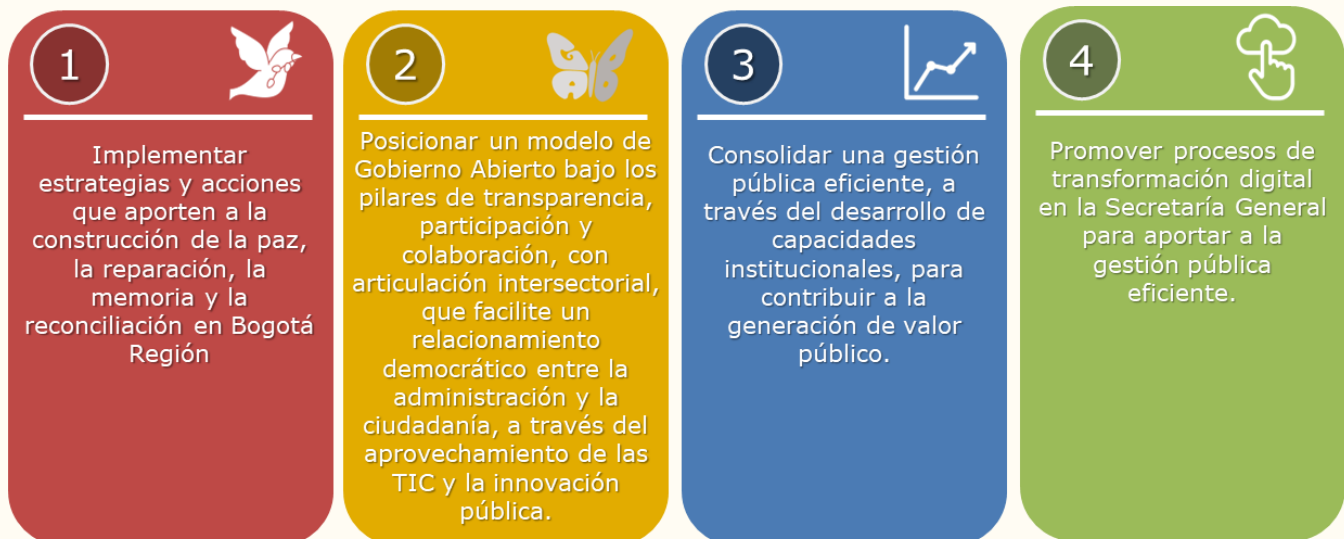 1
Implementar
estrategias y acciones
que aporten a la
construcción de la paz,
la reparación, la
memoria y la
reconciliación en Bogotá
Región
2
GAB
Posicionar un modelo de
Gobierno Abierto bajo los
pilares de transparencia,
participación y
colaboración, con
articulación intersectorial,
que facilite un
relacionamiento
democrático entre la
administración y la
ciudadanía, a través del
aprovechamiento de las
TIC y la innovación
pública.
3
Consolidar una gestión
pública eficiente, a
través del desarrollo de
capacidades
institucionales, para
contribuir a la
generación de valor
público.
4
Promover procesos de
transformación digital
en la Secretaría General
para aportar a la
gestión pública
eficiente.